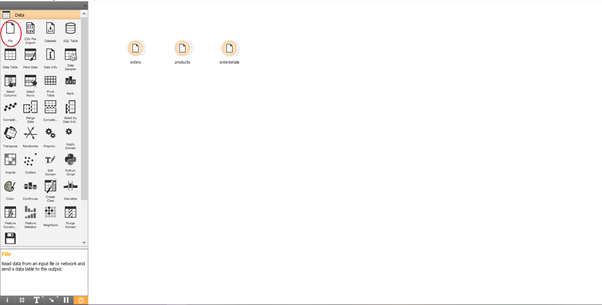 Data
File
CSV File Import
Datasets
SQL Table
Data Table
Paint Data
Data Info
Data Sampler
Select Columns
Select Rows
Pivot Table
Rank
Correlati...
Merge Data
Concate...
Select by Data Ind...
Transpose
Randomize
Preproc...
Apply Domain
Impute
Outliers
Edit Domain
Python Script
Color
Continuize
Create Class
Discretize
Feature Constru...
Feature Statistics
Neighbors
Purge Domain
orders
products
orderdetails
File
Read data from an input file or network and
send a data table to the output.